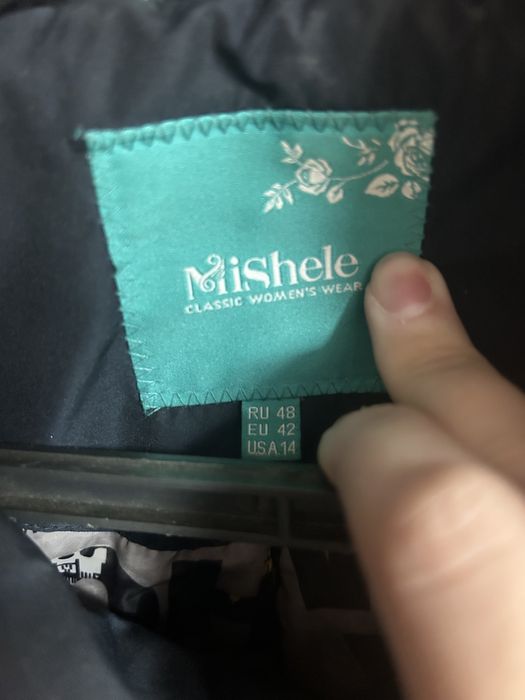 Mishele
CLASSIC WOMEN'S WEAR
RU 48
EU 42
USA 14